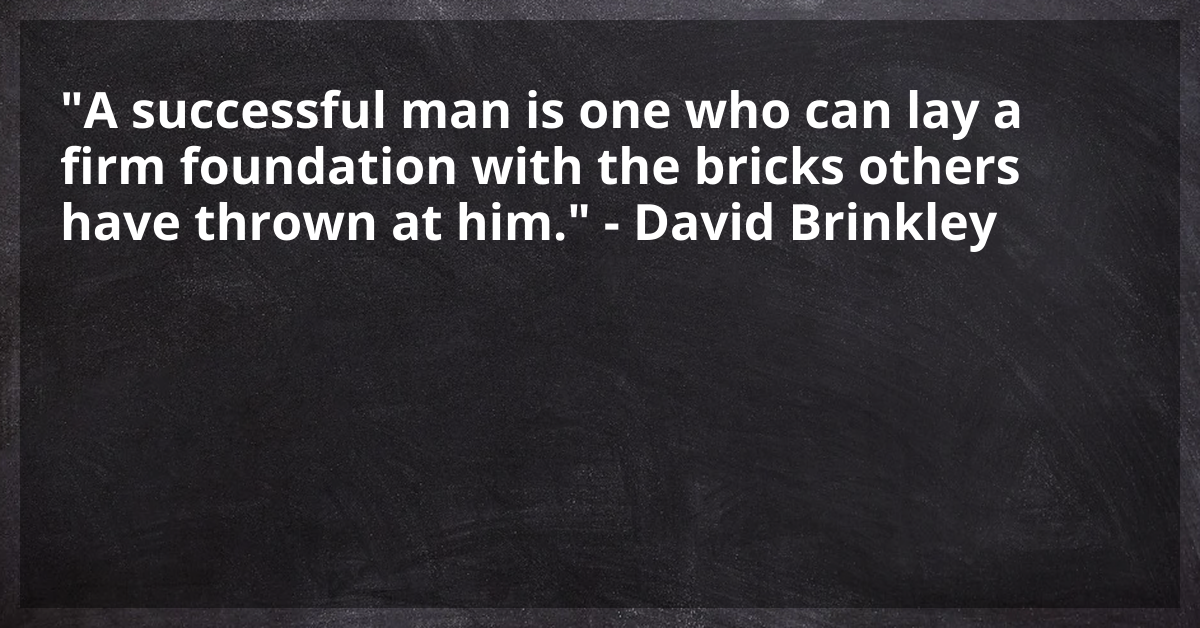 "A successful man is one who can lay a
firm foundation with the bricks others
have thrown at him." - David Brinkley